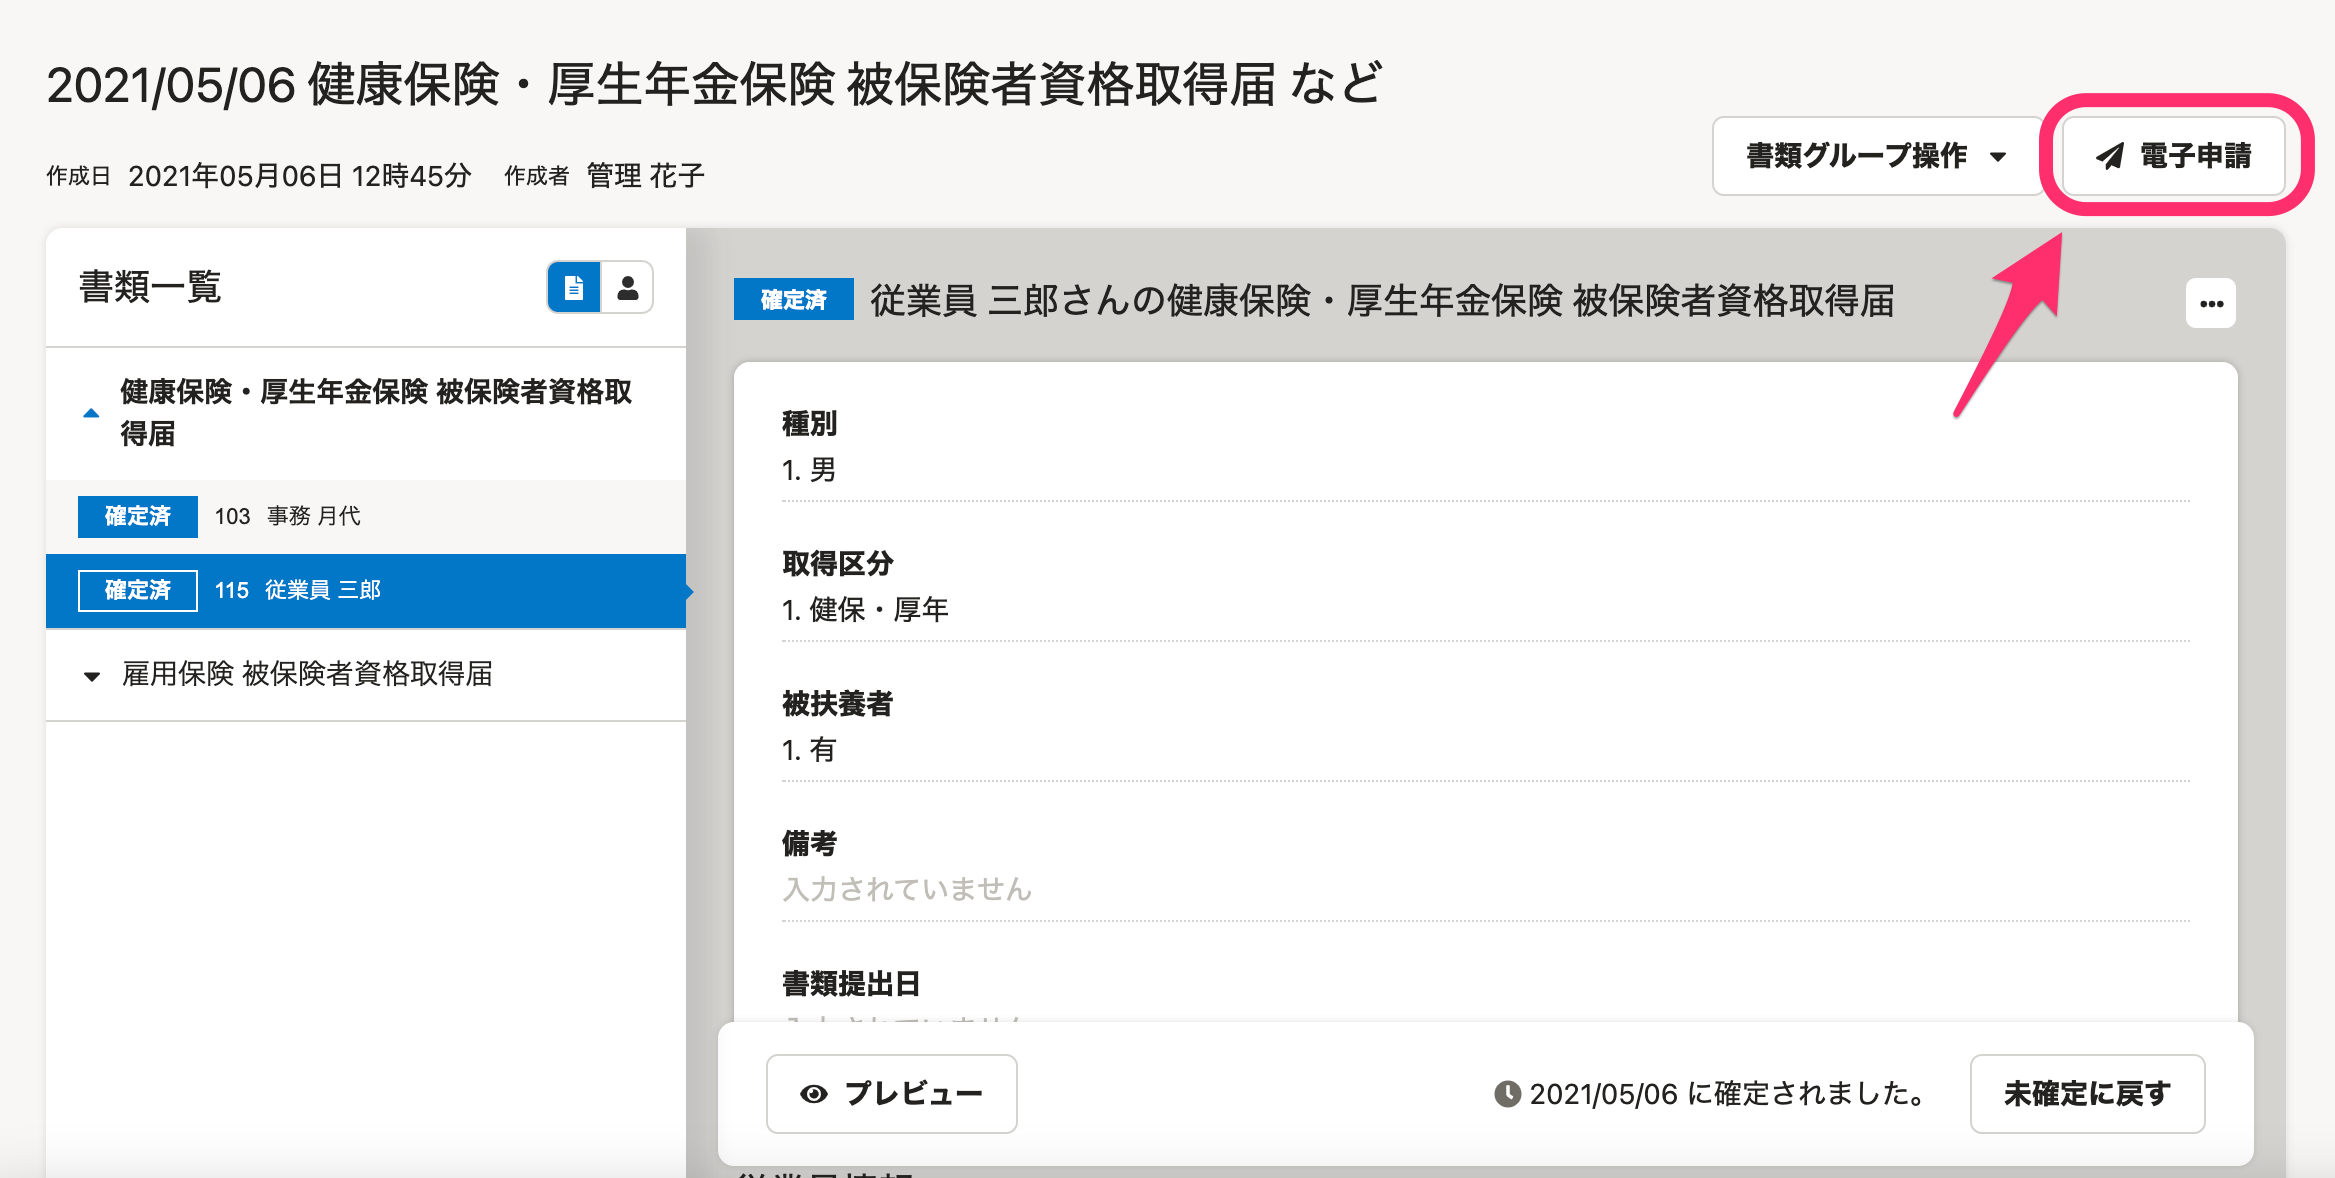 2021/05/06 健康保険・厚生年金保険 被保険者資格取得届 など
作成日 2021年05月06日 12時45分 作成者 管理 花子
書類グループ操作
電子申請
書類一覧
健康保険・厚生年金保険 被保険者資格取
得届
確定済 103 事務 月代
確定済 115 従業員 三郎
雇用保険 被保険者資格取得届
確定済 従業員 三郎さんの健康保険・厚生年金保険 被保険者資格取得届
種別
1. 男
取得区分
1. 健保・厚年
被扶養者
1. 有
備考
入力されていません
書類提出日
プレビュー
2021/05/06 に確定されました。
未確定に戻す